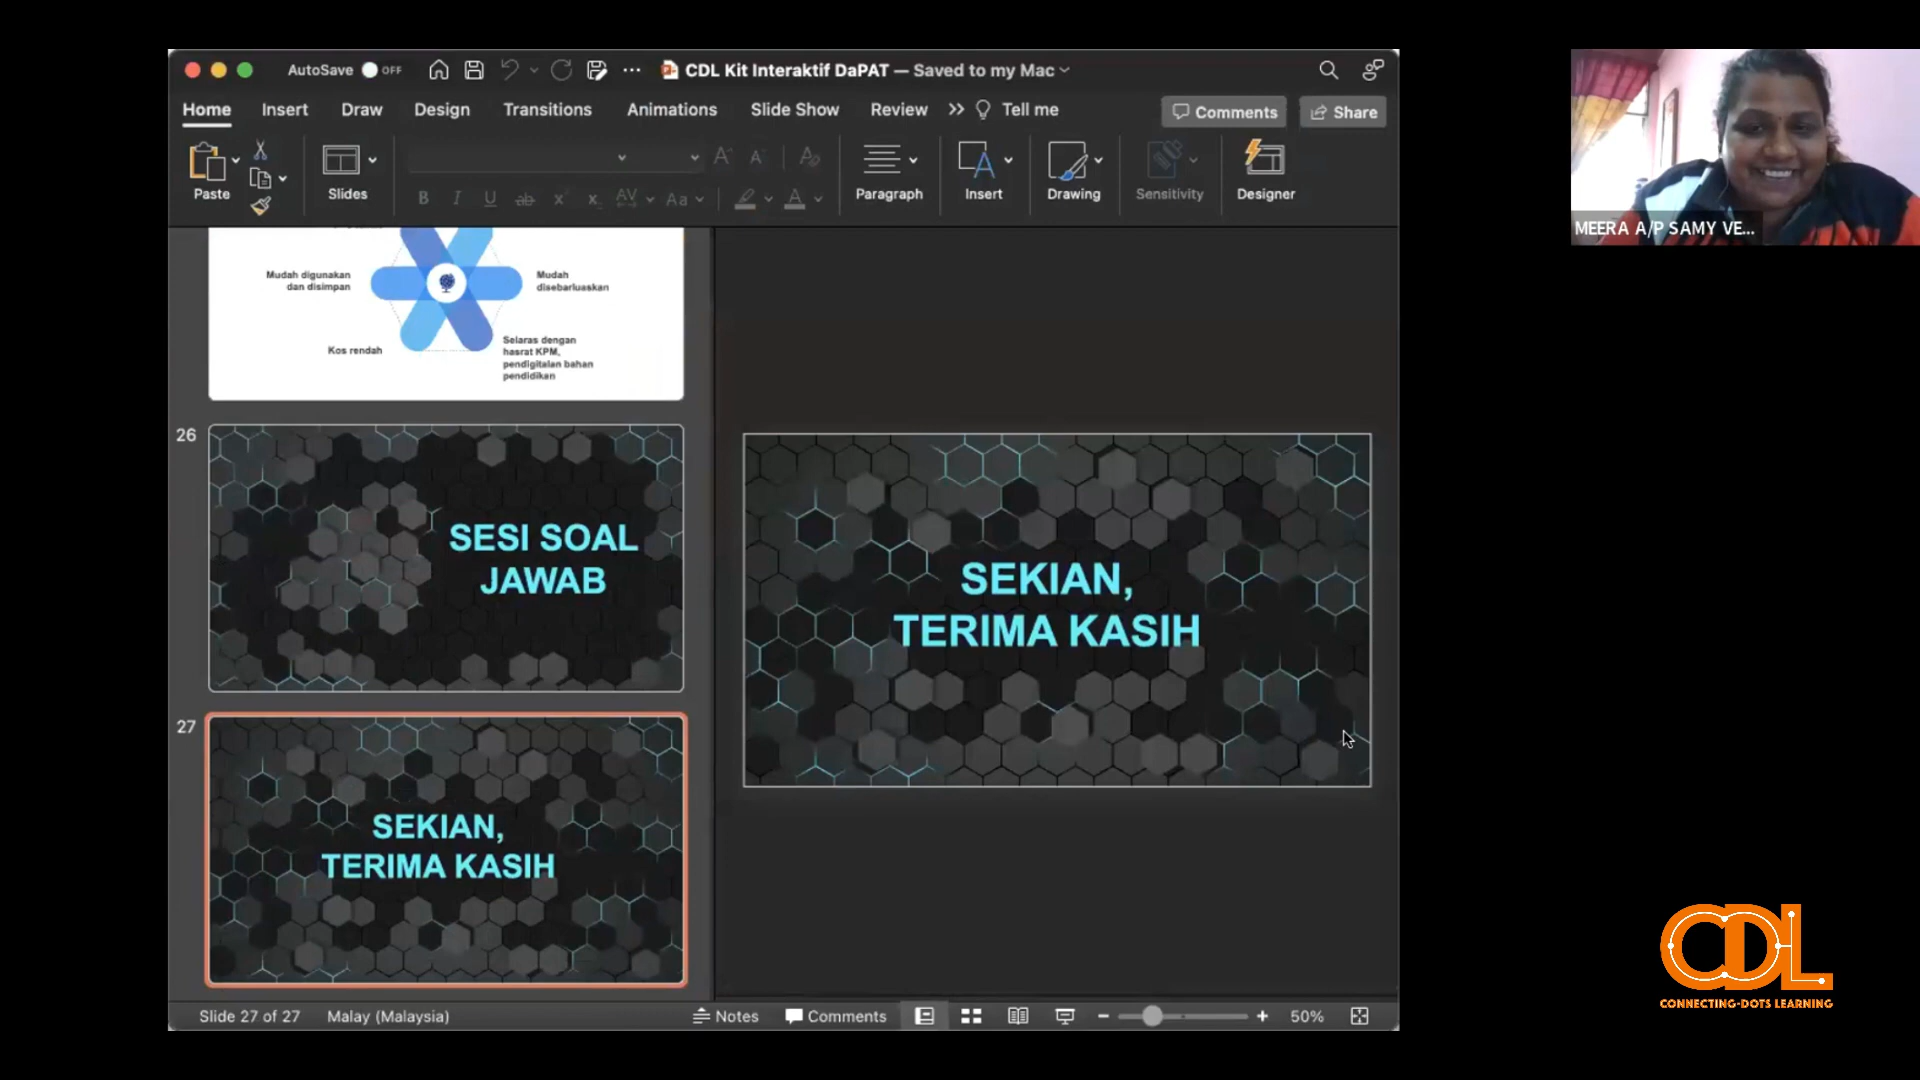 AutoSave OFF
CDL Kit Interaktif DaPAT — Saved to my Mac
Home Insert Draw Design Transitions Animations Slide Show Review Tell me
Comments Share
Paste
Slides
Paragraph
Insert
Drawing
Sensitivity
Designer
B I U ab x x AV Aa A
Mudah digunakan
dan disimpan
Mudah
disebarluaskan
Kos rendah
Selaras dengan
hasrat KPM,
pendigitalan bahan
pendidikan
26
SESI SOAL
JAWAB
27
SEKIAN,
TERIMA KASIH
SEKIAN,
TERIMA KASIH
Slide 27 of 27 Malay (Malaysia)
Notes Comments 50%
MEERA A/P SAMY VE...
CDL
CONNECTING-DOTS LEARNING